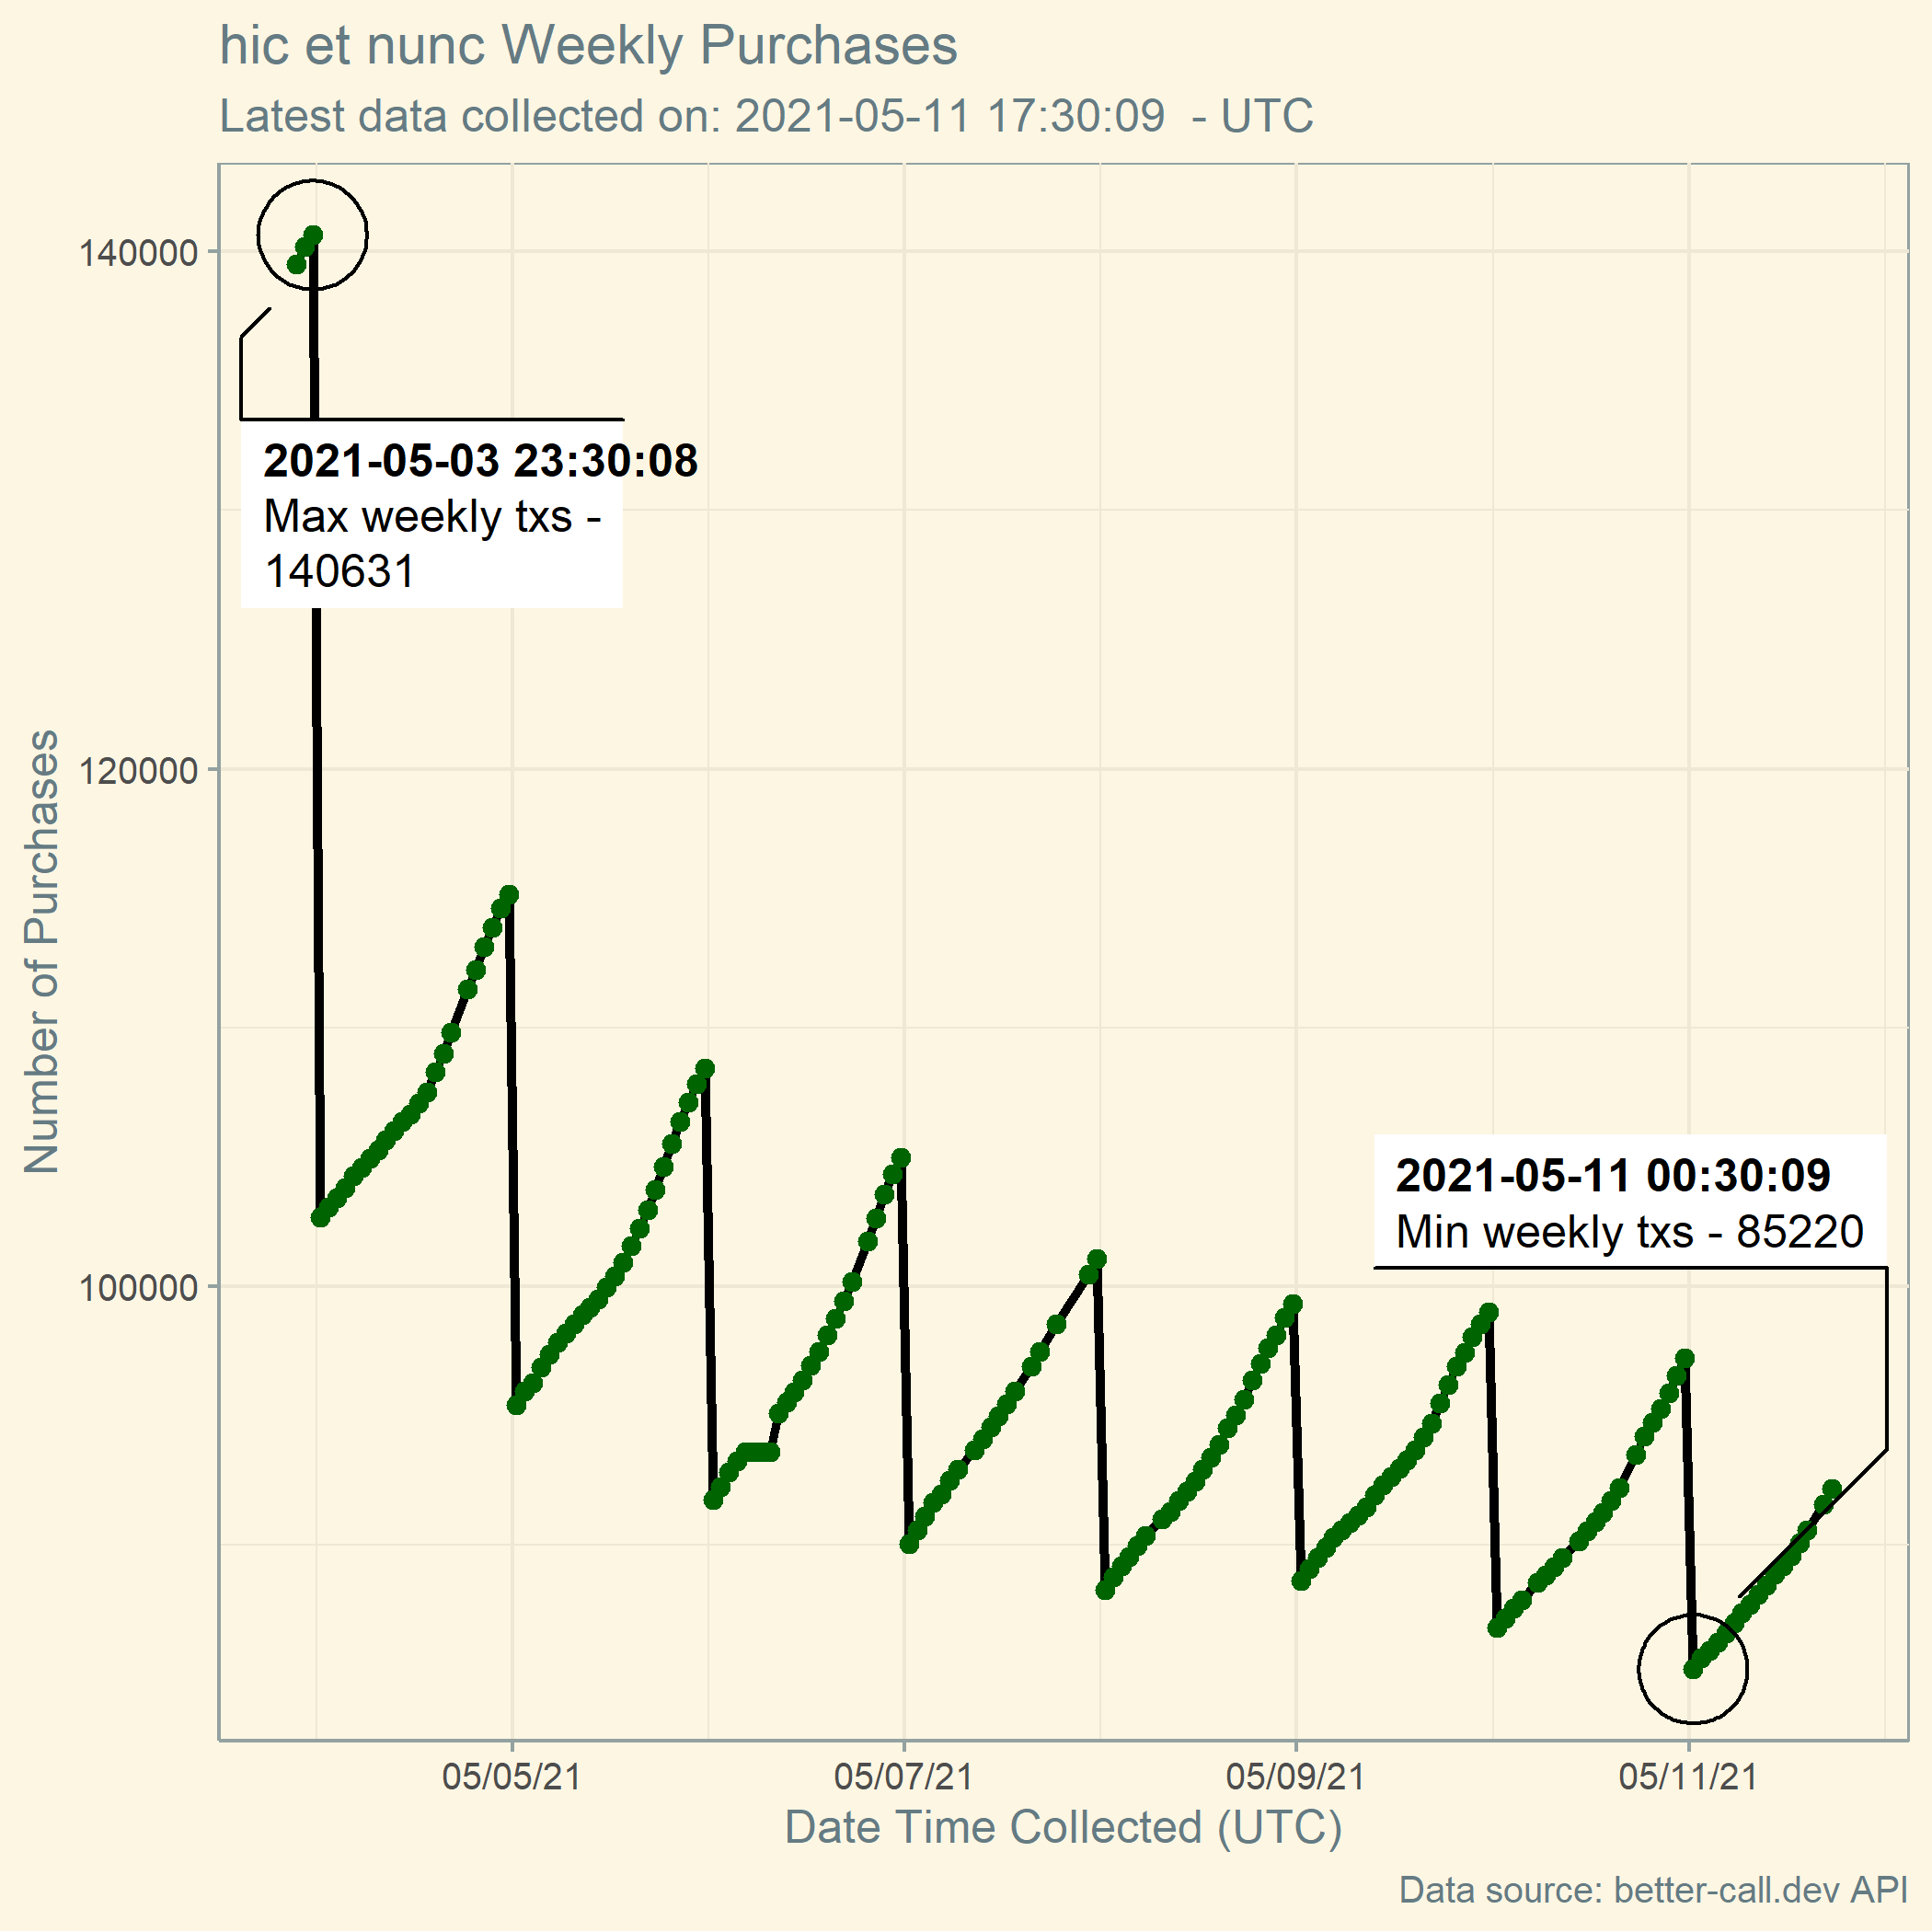 hic et nunc Weekly Purchases
Latest data collected on: 2021-05-11 17:30:09  - UTC
Number of Purchases
140000
120000
100000
2021-05-03 23:30:08
Max weekly txs -
140631
2021-05-11 00:30:09
Min weekly txs - 85220
05/05/21
05/07/21
05/09/21
05/11/21
Date Time Collected (UTC)
Data source: better-call.dev API